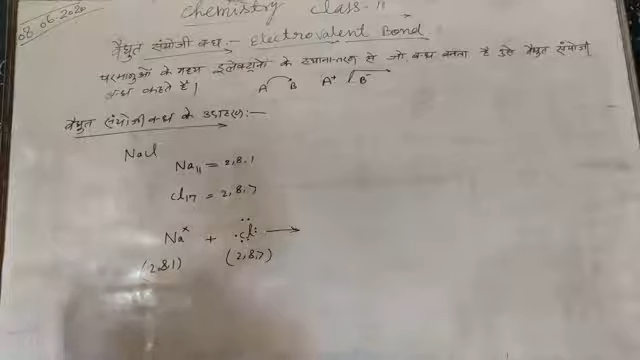 08.06.2020
Chemistry Class-11
वैधुत संयोजी बन्ध :- Electrovalent Bond
परमाणुओं के मध्य इलेक्ट्रानों के स्थानान्तरण से जो बन्ध बनता है उसे वैधुत संयोजी
बन्ध कहते हैं। A B A⁺ B⁻
वैधुत संयोजी बन्ध के उदाहरण:—
NaCl
Na₁₁ = 2,8,1
Cl₁₇ = 2,8,7
Naˣ + Cl ⟶
(2,8,1) (2,8,7)